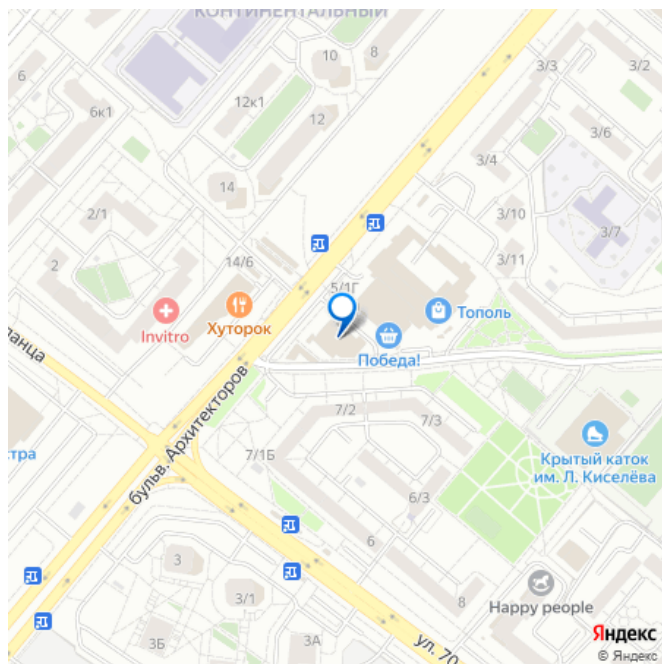 КОНТИНЕНТАЛЬНЫЙ
10
8
3/3
3/2
6
12к1
6к1
12
3/6
3/4
14
2/1
3/10
3/7
3/11
2
14/6
5/1Г
Тополь
Invitro
Хуторок
Победа!
ланца
бульв. Архитекторов
7/2
7/3
7/1Б
стра
Крытый каток
им. Л. Киселёва
6/3
6
3
3/1
8
Happy people
3Б
3А
ул. 70
Яндекс
© Яндекс